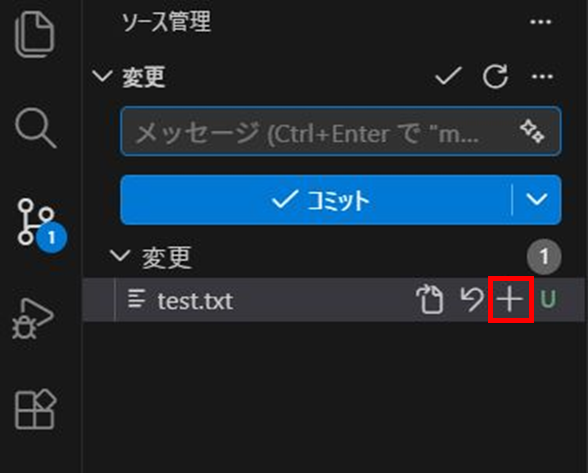 ソース管理
変更
メッセージ (Ctrl+Enter で "m...
コミット
変更 1
test.txt U
1